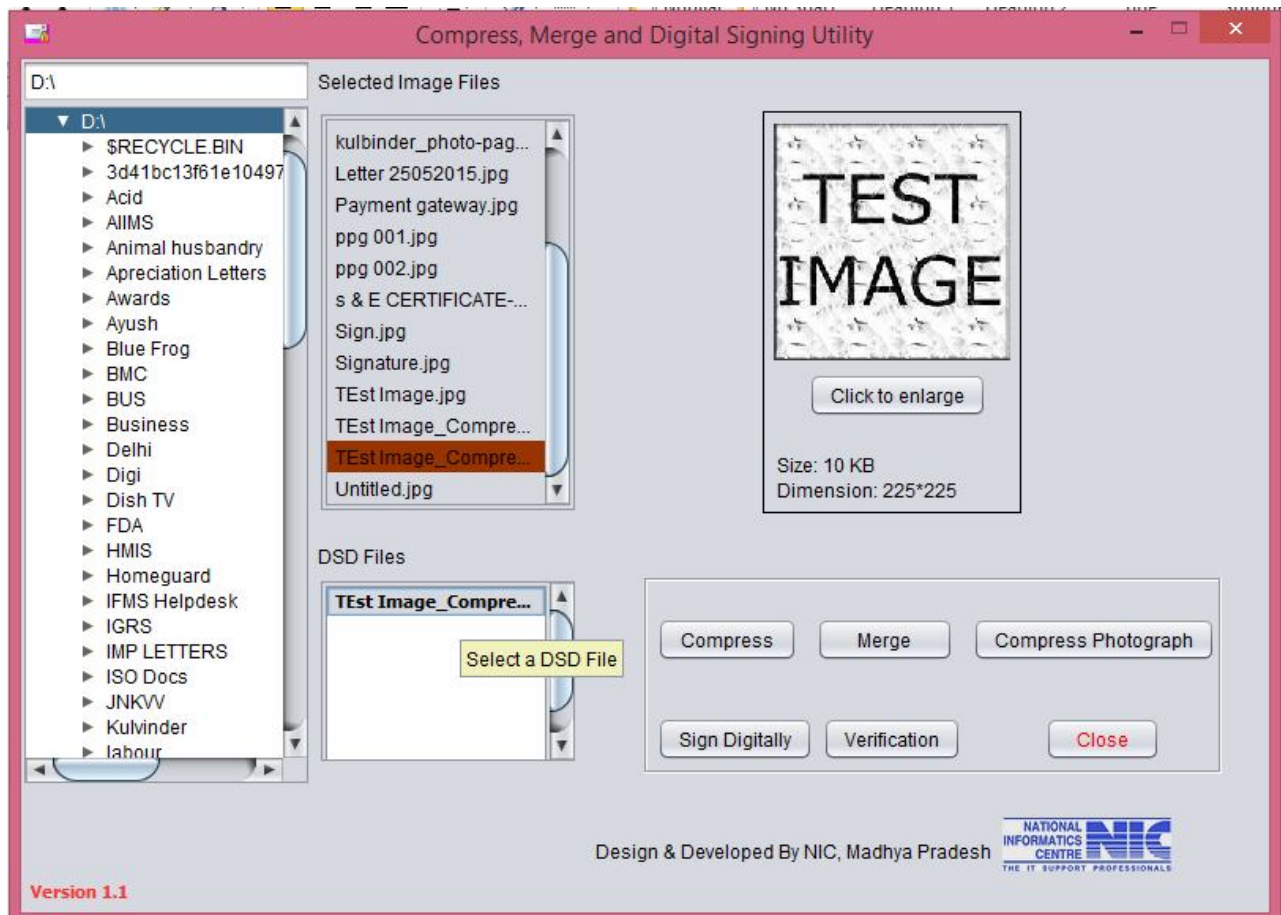 Compress, Merge and Digital Signing Utility
D:\
Selected Image Files
D:\
$RECYCLE.BIN
3d41bc13f61e10497
Acid
AIIMS
Animal husbandry
Apreciation Letters
Awards
Ayush
Blue Frog
BMC
BUS
Business
Delhi
Digi
Dish TV
FDA
HMIS
Homeguard
IFMS Helpdesk
IGRS
IMP LETTERS
ISO Docs
JNKVV
Kulvinder
labour
kulbinder_photo-pag...
Letter 25052015.jpg
Payment gateway.jpg
ppg 001.jpg
ppg 002.jpg
s & E CERTIFICATE-...
Sign.jpg
Signature.jpg
TEst Image.jpg
TEst Image_Compre...
TEst Image_Compre...
Untitled.jpg
TEST
IMAGE
Click to enlarge
Size: 10 KB
Dimension: 225*225
DSD Files
TEst Image_Compre...
Select a DSD File
Compress
Merge
Compress Photograph
Sign Digitally
Verification
Close
Design & Developed By NIC, Madhya Pradesh
NATIONAL
INFORMATICS
CENTRE
NIC
THE IT SUPPORT PROFESSIONALS
Version 1.1